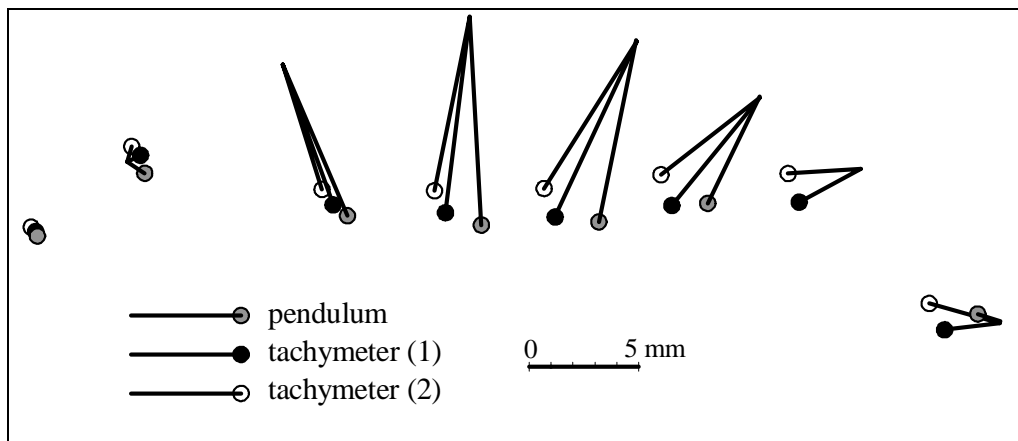 pendulum
tachymeter (1)
0 5 mm
tachymeter (2)